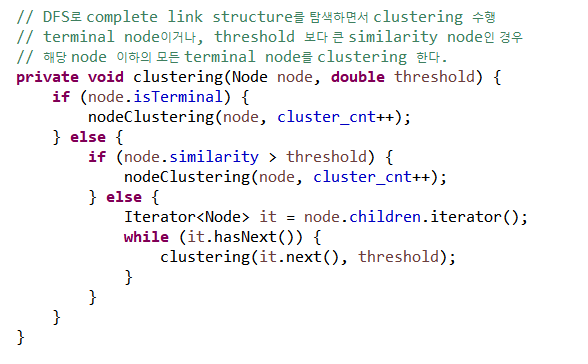 // DFS로 complete link structure를 탐색하면서 clustering 수행
// terminal node이거나, threshold 보다 큰 similarity node인 경우
// 해당 node 이하의 모든 terminal node를 clustering 한다.
private void clustering(Node node, double threshold) {
    if (node.isTerminal) {
        nodeClustering(node, cluster_cnt++);
    } else {
        if (node.similarity > threshold) {
            nodeClustering(node, cluster_cnt++);
        } else {
            Iterator<Node> it = node.children.iterator();
            while (it.hasNext()) {
                clustering(it.next(), threshold);
            }
        }
    }
}